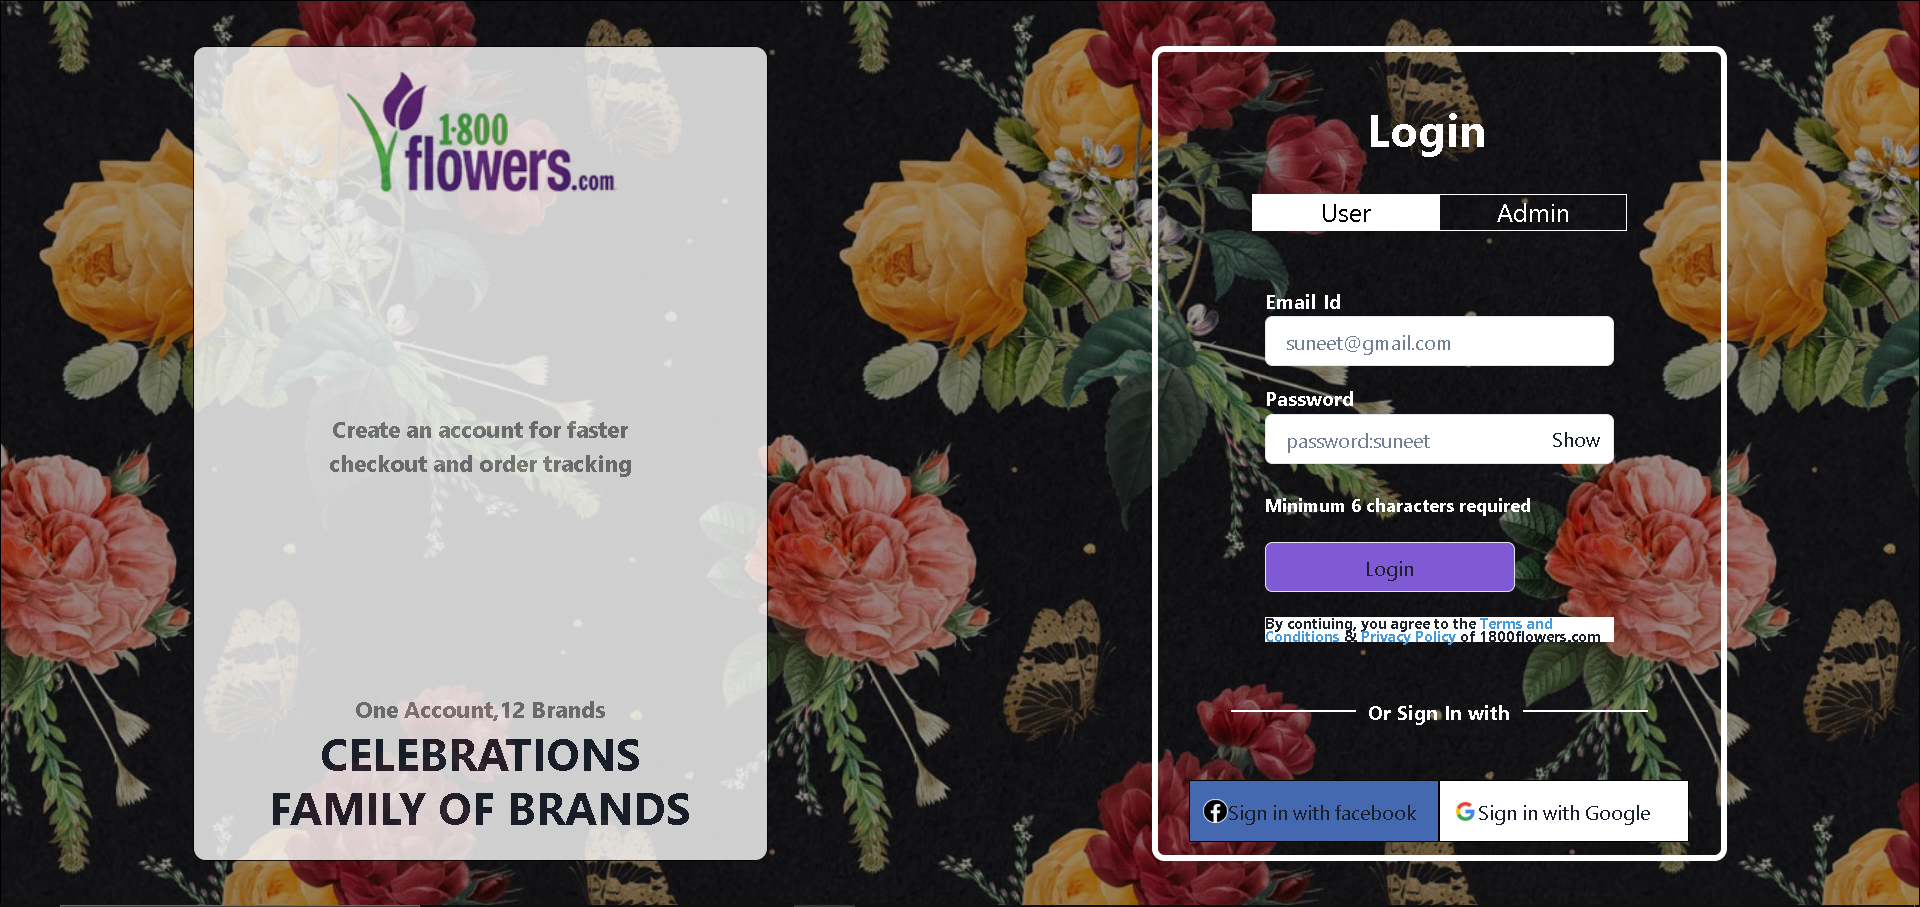 1·800
flowers.com
Create an account for faster
checkout and order tracking
One Account,12 Brands
CELEBRATIONS
FAMILY OF BRANDS
Login
User
Admin
Email Id
suneet@gmail.com
Password
password:suneet
Show
Minimum 6 characters required
Login
By contiuing, you agree to the Terms and
Conditions & Privacy Policy of 1800flowers.com
Or Sign In with
Sign in with facebook
Sign in with Google